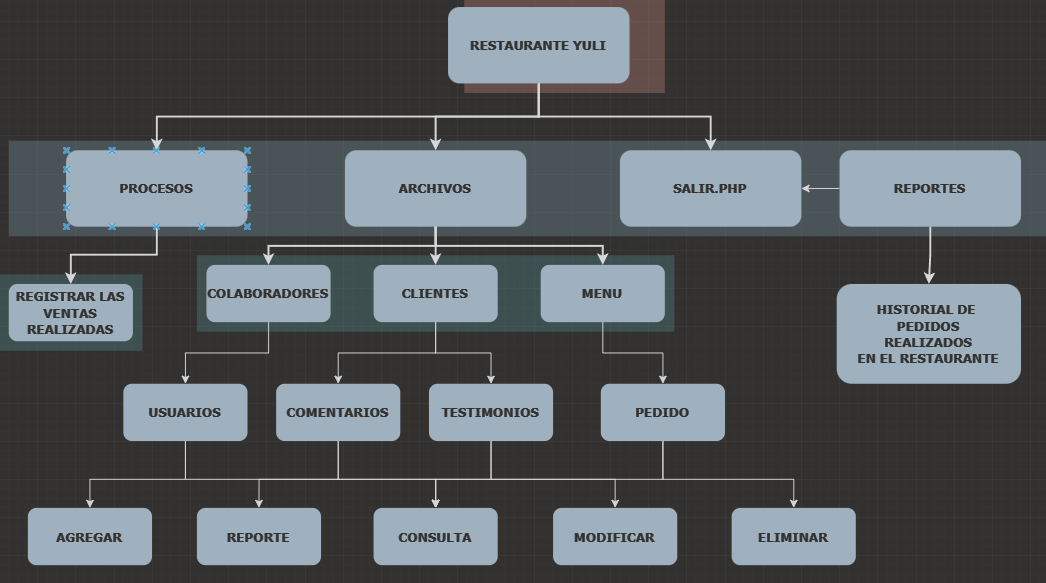 RESTAURANTE YULI
PROCESOS
ARCHIVOS
SALIR.PHP
REPORTES
REGISTRAR LAS
VENTAS
REALIZADAS
COLABORADORES
CLIENTES
MENU
HISTORIAL DE
PEDIDOS
REALIZADOS
EN EL RESTAURANTE
USUARIOS
COMENTARIOS
TESTIMONIOS
PEDIDO
AGREGAR
REPORTE
CONSULTA
MODIFICAR
ELIMINAR